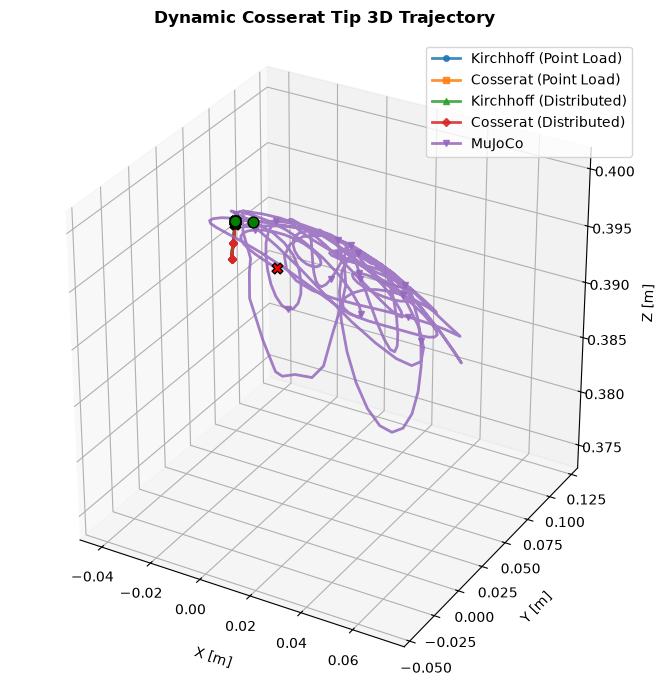 Dynamic Cosserat Tip 3D Trajectory
Kirchhoff (Point Load)
Cosserat (Point Load)
Kirchhoff (Distributed)
Cosserat (Distributed)
MuJoCo
0.400
0.395
0.390
0.385
0.380
0.375
Z [m]
0.125
0.100
0.075
0.050
0.025
0.000
−0.025
−0.050
Y [m]
−0.04
−0.02
0.00
0.02
0.04
0.06
X [m]